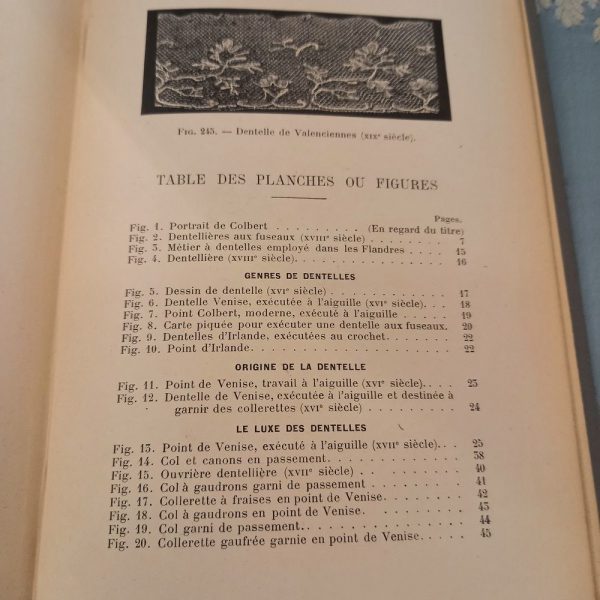 Fig. 245. — Dentelle de Valenciennes (XIXe siècle).
TABLE DES PLANCHES OU FIGURES
Pages.
Fig. 1. Portrait de Colbert . . . . . . . . . (En regard du titre)
Fig. 2. Dentellières aux fuseaux (XVIIIe siècle) . . . . . . . 7
Fig. 3. Métier à dentelles employé dans les Flandres . . . . 15
Fig. 4. Dentellière (XVIIIe siècle). . . . . . . . . . . . . 16
GENRES DE DENTELLES
Fig. 5. Dessin de dentelle (XVIe siècle) . . . . . . . . . . 17
Fig. 6. Dentelle Venise, exécutée à l'aiguille (XVIe siècle). . . 18
Fig. 7. Point Colbert, moderne, exécuté à l'aiguille . . . . 19
Fig. 8. Carte piquée pour exécuter une dentelle aux fuseaux. 20
Fig. 9. Dentelles d'Irlande, exécutées au crochet. . . . . . 22
Fig. 10. Point d'Irlande. . . . . . . . . . . . . . . . . 22
ORIGINE DE LA DENTELLE
Fig. 11. Point de Venise, travail à l'aiguille (XVIe siècle). . . 23
Fig. 12. Dentelle de Venise, exécutée à l'aiguille et destinée à
garnir des collerettes (XVIe siècle) . . . . . . . . . 24
LE LUXE DES DENTELLES
Fig. 13. Point de Venise, exécuté à l'aiguille (XVIIe siècle). . . 25
Fig. 14. Col et canons en passement. . . . . . . . . . . . 38
Fig. 15. Ouvrière dentellière (XVIIe siècle) . . . . . . . . 40
Fig. 16. Col à gaudrons garni de passement . . . . . . . . 41
Fig. 17. Collerette à fraises en point de Venise. . . . . . . 42
Fig. 18. Col à gaudrons en point de Venise. . . . . . . . 43
Fig. 19. Col garni de passement. . . . . . . . . . . . . . 44
Fig. 20. Collerette gaufrée garnie en point de Venise. . . . . 45